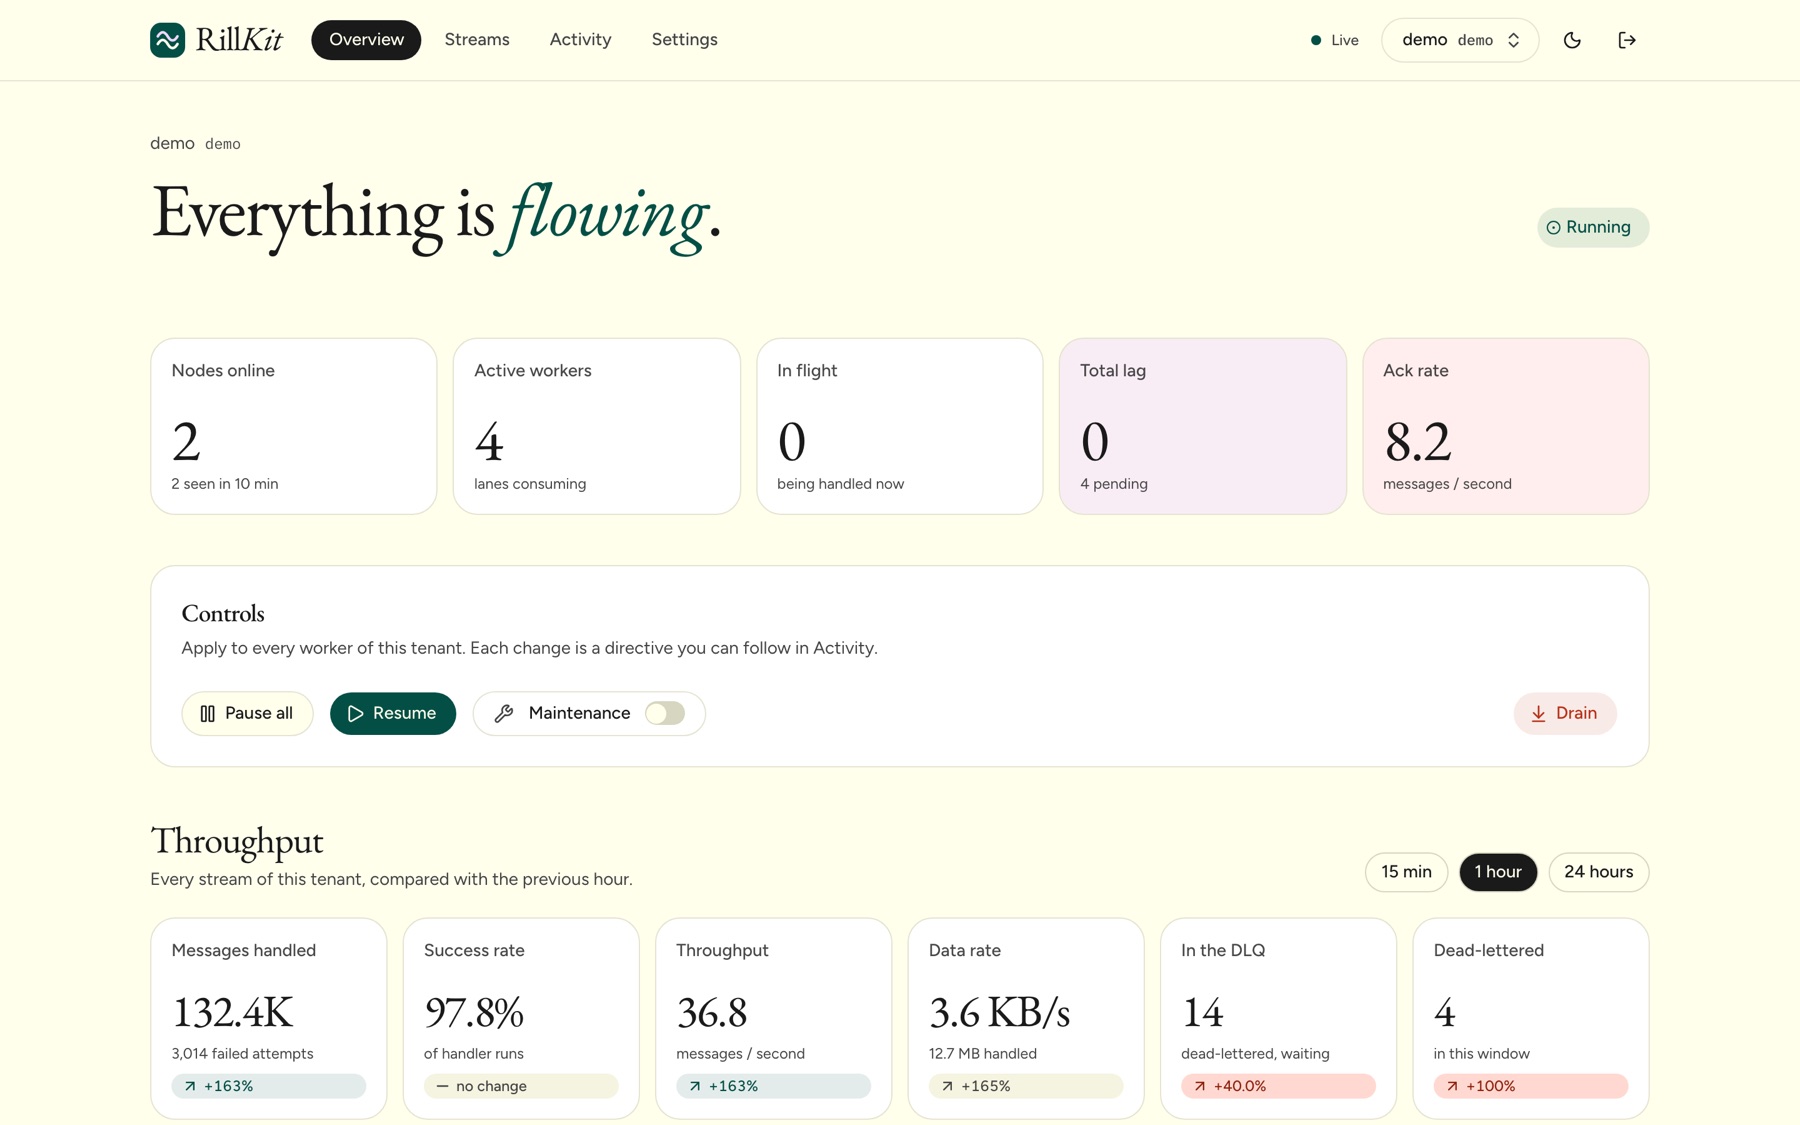 RillKit Overview Streams Activity Settings Live demo demo
demo demo
Everything is flowing.
Running
Nodes online
2
2 seen in 10 min
Active workers
4
lanes consuming
In flight
0
being handled now
Total lag
0
4 pending
Ack rate
8.2
messages / second
Controls
Apply to every worker of this tenant. Each change is a directive you can follow in Activity.
Pause all Resume Maintenance Drain
Throughput
Every stream of this tenant, compared with the previous hour.
15 min 1 hour 24 hours
Messages handled
132.4K
3,014 failed attempts
+163%
Success rate
97.8%
of handler runs
no change
Throughput
36.8
messages / second
+163%
Data rate
3.6 KB/s
12.7 MB handled
+165%
In the DLQ
14
dead-lettered, waiting
+40.0%
Dead-lettered
4
in this window
+100%